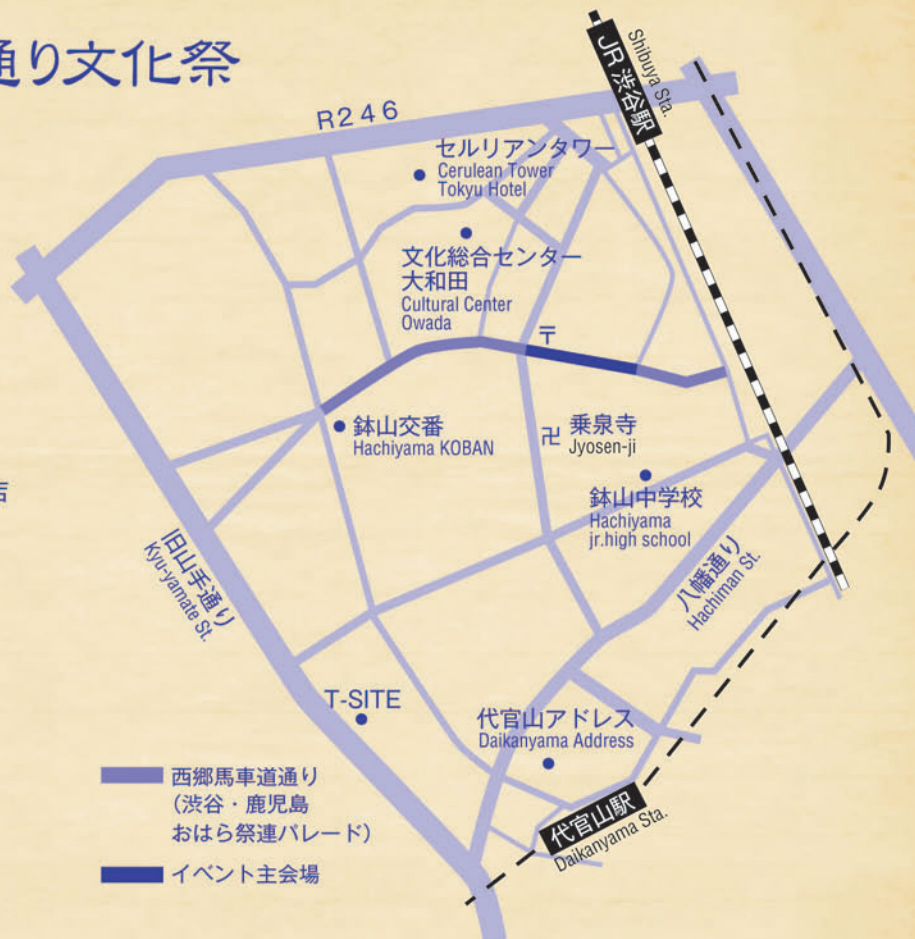 通り文化祭
R246
JR 渋谷駅
Shibuya Sta.
セルリアンタワー
Cerulean Tower
Tokyu Hotel
文化総合センター
大和田
Cultural Center
Owada
〒
鉢山交番
Hachiyama KOBAN
卍
乗泉寺
Jyosen-ji
鉢山中学校
Hachiyama
jr.high school
旧山手通り
Kyu-yamate St.
八幡通り
Hachiman St.
T-SITE
代官山アドレス
Daikanyama Address
代官山駅
Daikanyama Sta.
西郷馬車道通り
(渋谷・鹿児島
おはら祭連パレード)
イベント主会場